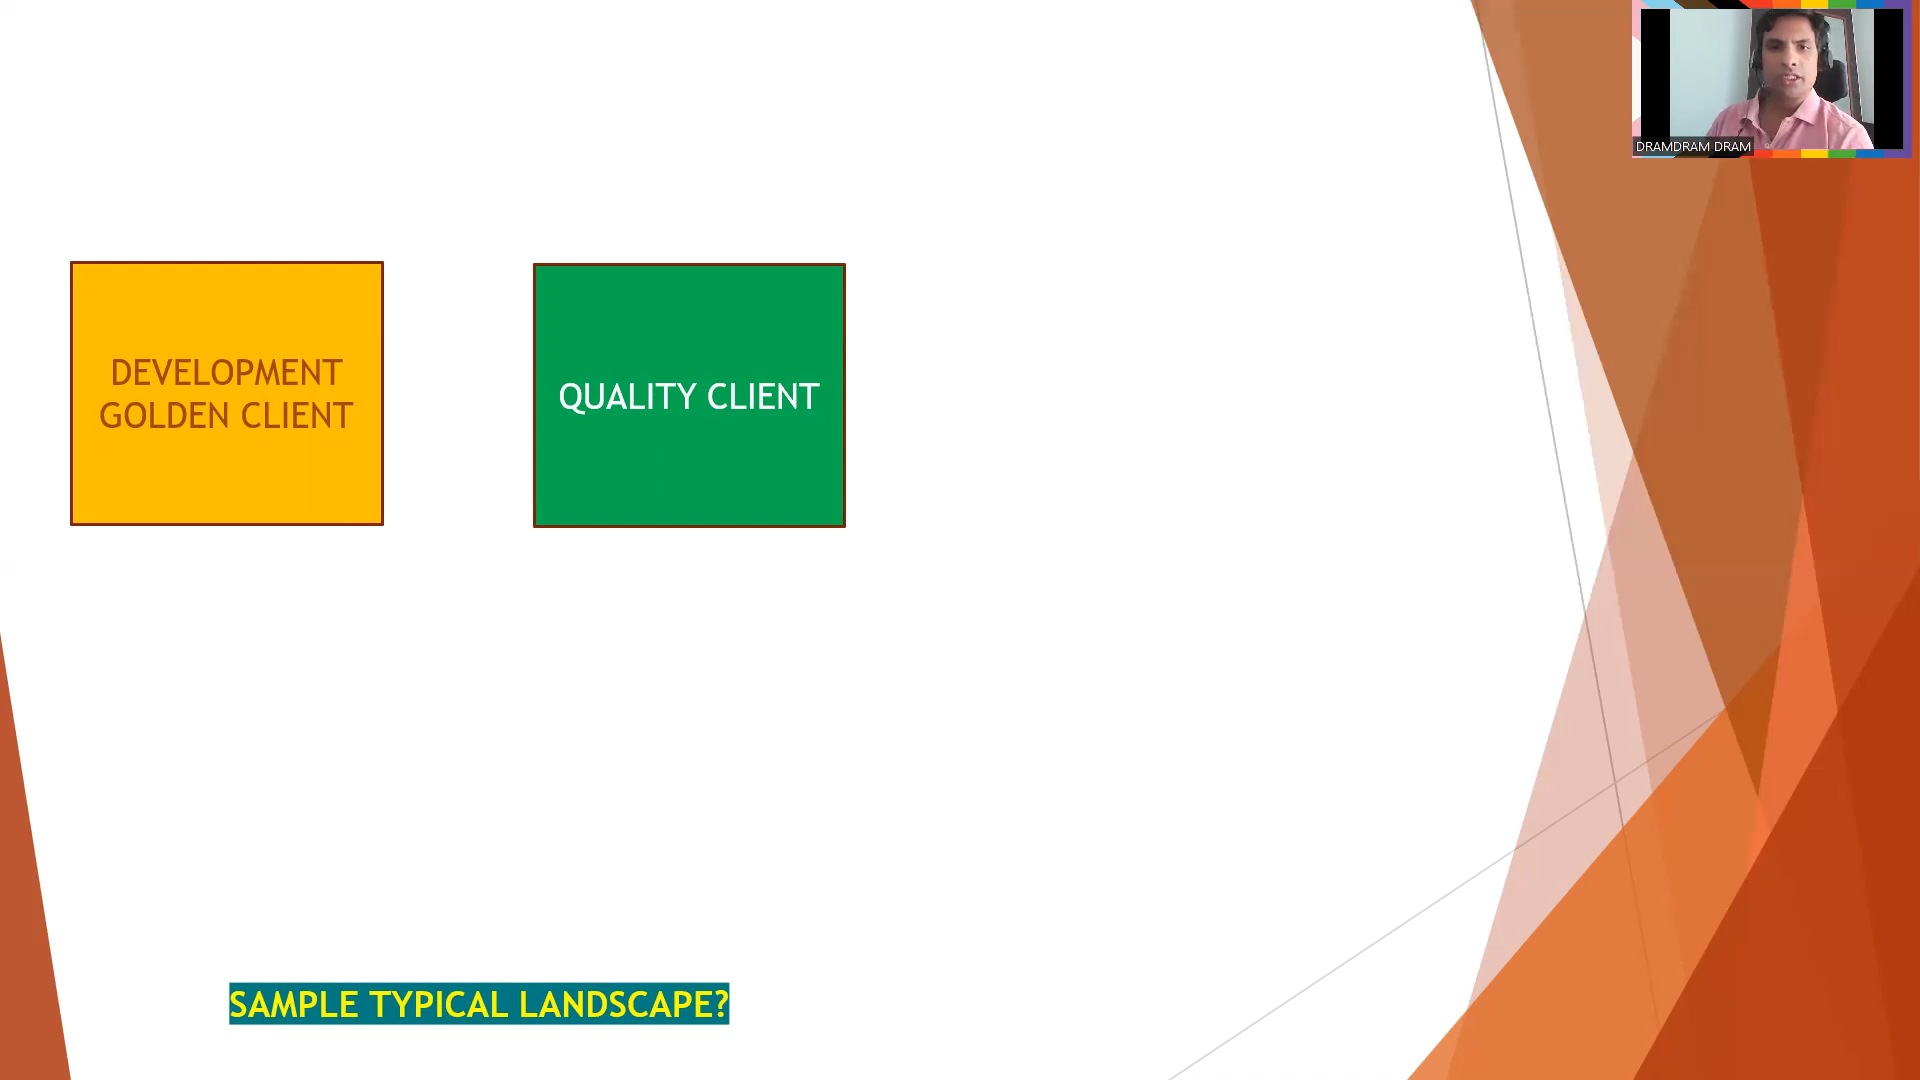 DRAMDRAM DRAM
DEVELOPMENT
GOLDEN CLIENT
QUALITY CLIENT
SAMPLE TYPICAL LANDSCAPE?